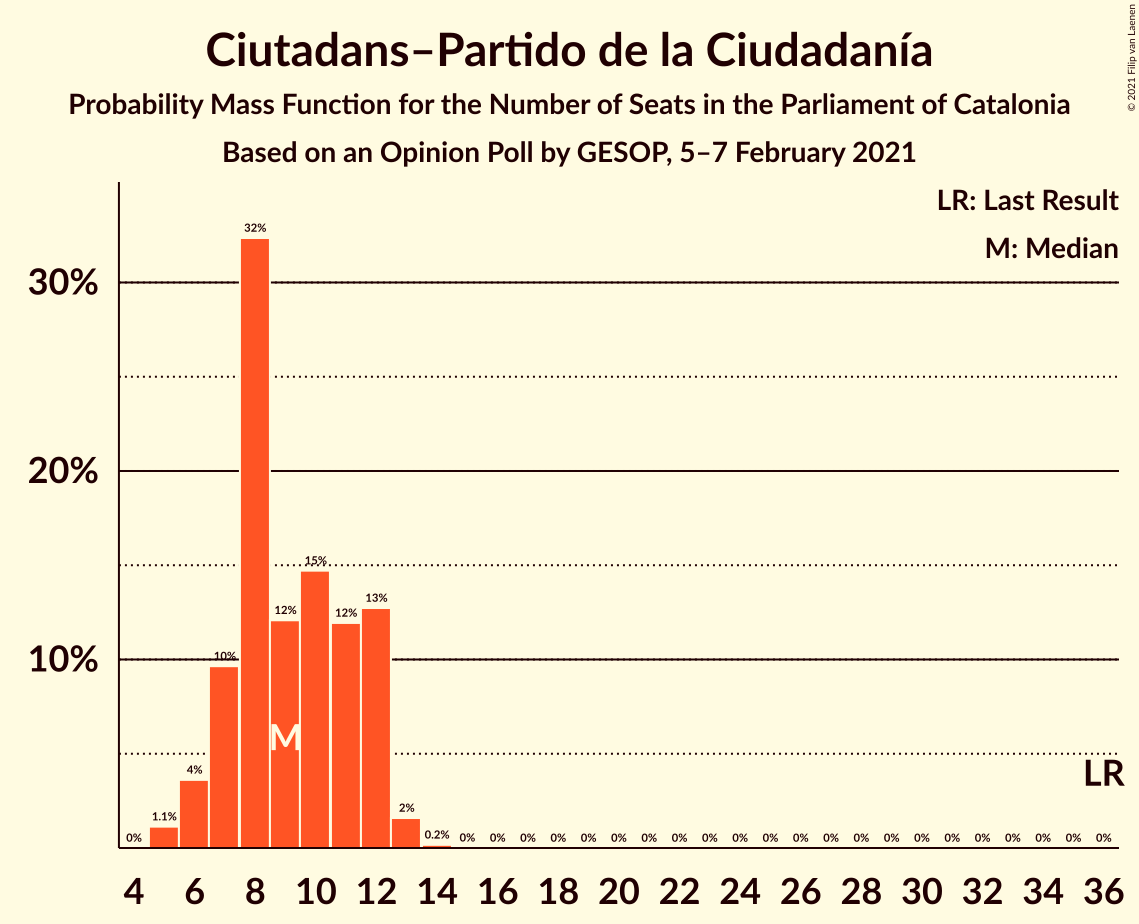 Ciutadans–Partido de la Ciudadanía
Probability Mass Function for the Number of Seats in the Parliament of Catalonia
Based on an Opinion Poll by GESOP, 5–7 February 2021
© 2021 Filip van Laenen
LR: Last Result
M: Median
30%
20%
10%
0% 1.1% 4% 10% 32% 12% 15% 12% 13% 2% 0.2% 0% 0% 0% 0% 0% 0% 0% 0% 0% 0% 0% 0% 0% 0% 0% 0% 0% 0% 0% 0% 0% 0%
M
LR
4 6 8 10 12 14 16 18 20 22 24 26 28 30 32 34 36